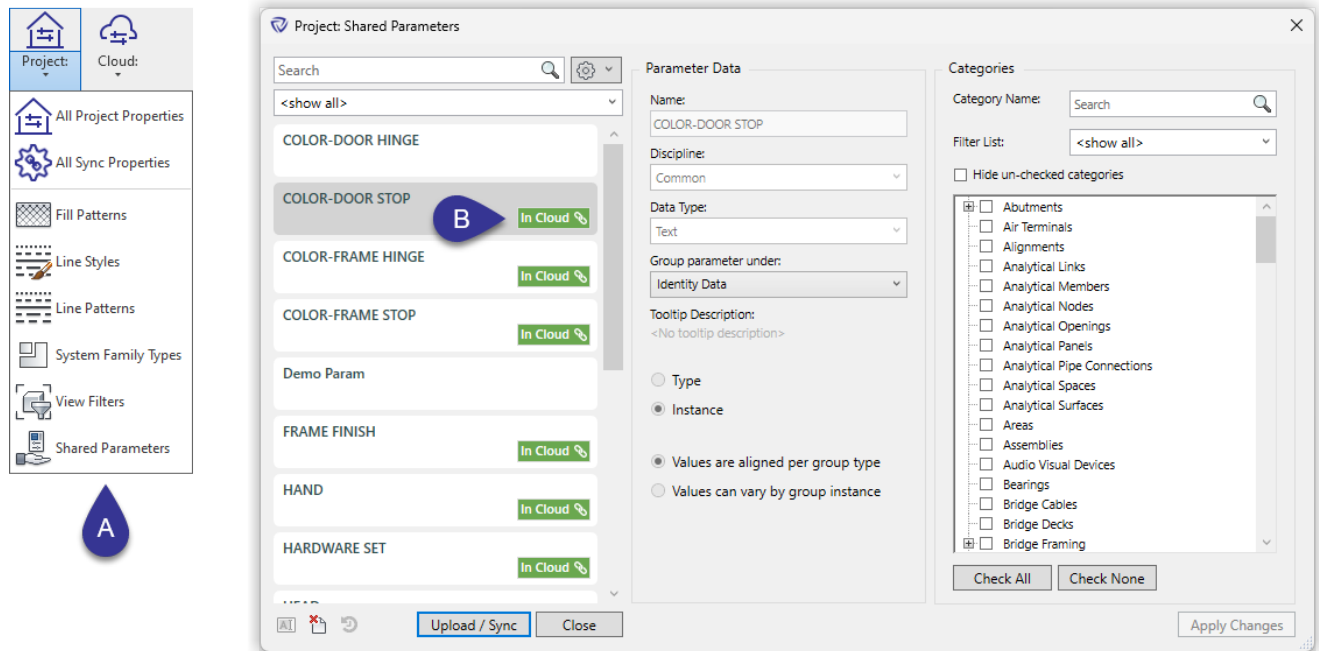 Project:
Cloud:
All Project Properties
All Sync Properties
Fill Patterns
Line Styles
Line Patterns
System Family Types
View Filters
Shared Parameters
A
Project: Shared Parameters
Search
<show all>
COLOR-DOOR HINGE
COLOR-DOOR STOP
B
In Cloud
COLOR-FRAME HINGE
In Cloud
COLOR-FRAME STOP
In Cloud
Demo Param
FRAME FINISH
In Cloud
HAND
In Cloud
HARDWARE SET
In Cloud
AI
Upload / Sync
Close
Parameter Data
Name:
COLOR-DOOR STOP
Discipline:
Common
Data Type:
Text
Group parameter under:
Identity Data
Tooltip Description:
<No tooltip description>
Type
Instance
Values are aligned per group type
Values can vary by group instance
Categories
Category Name:
Search
Filter List:
<show all>
Hide un-checked categories
Abutments
Air Terminals
Alignments
Analytical Links
Analytical Members
Analytical Nodes
Analytical Openings
Analytical Panels
Analytical Pipe Connections
Analytical Spaces
Analytical Surfaces
Areas
Assemblies
Audio Visual Devices
Bearings
Bridge Cables
Bridge Decks
Bridge Framing
Check All
Check None
Apply Changes